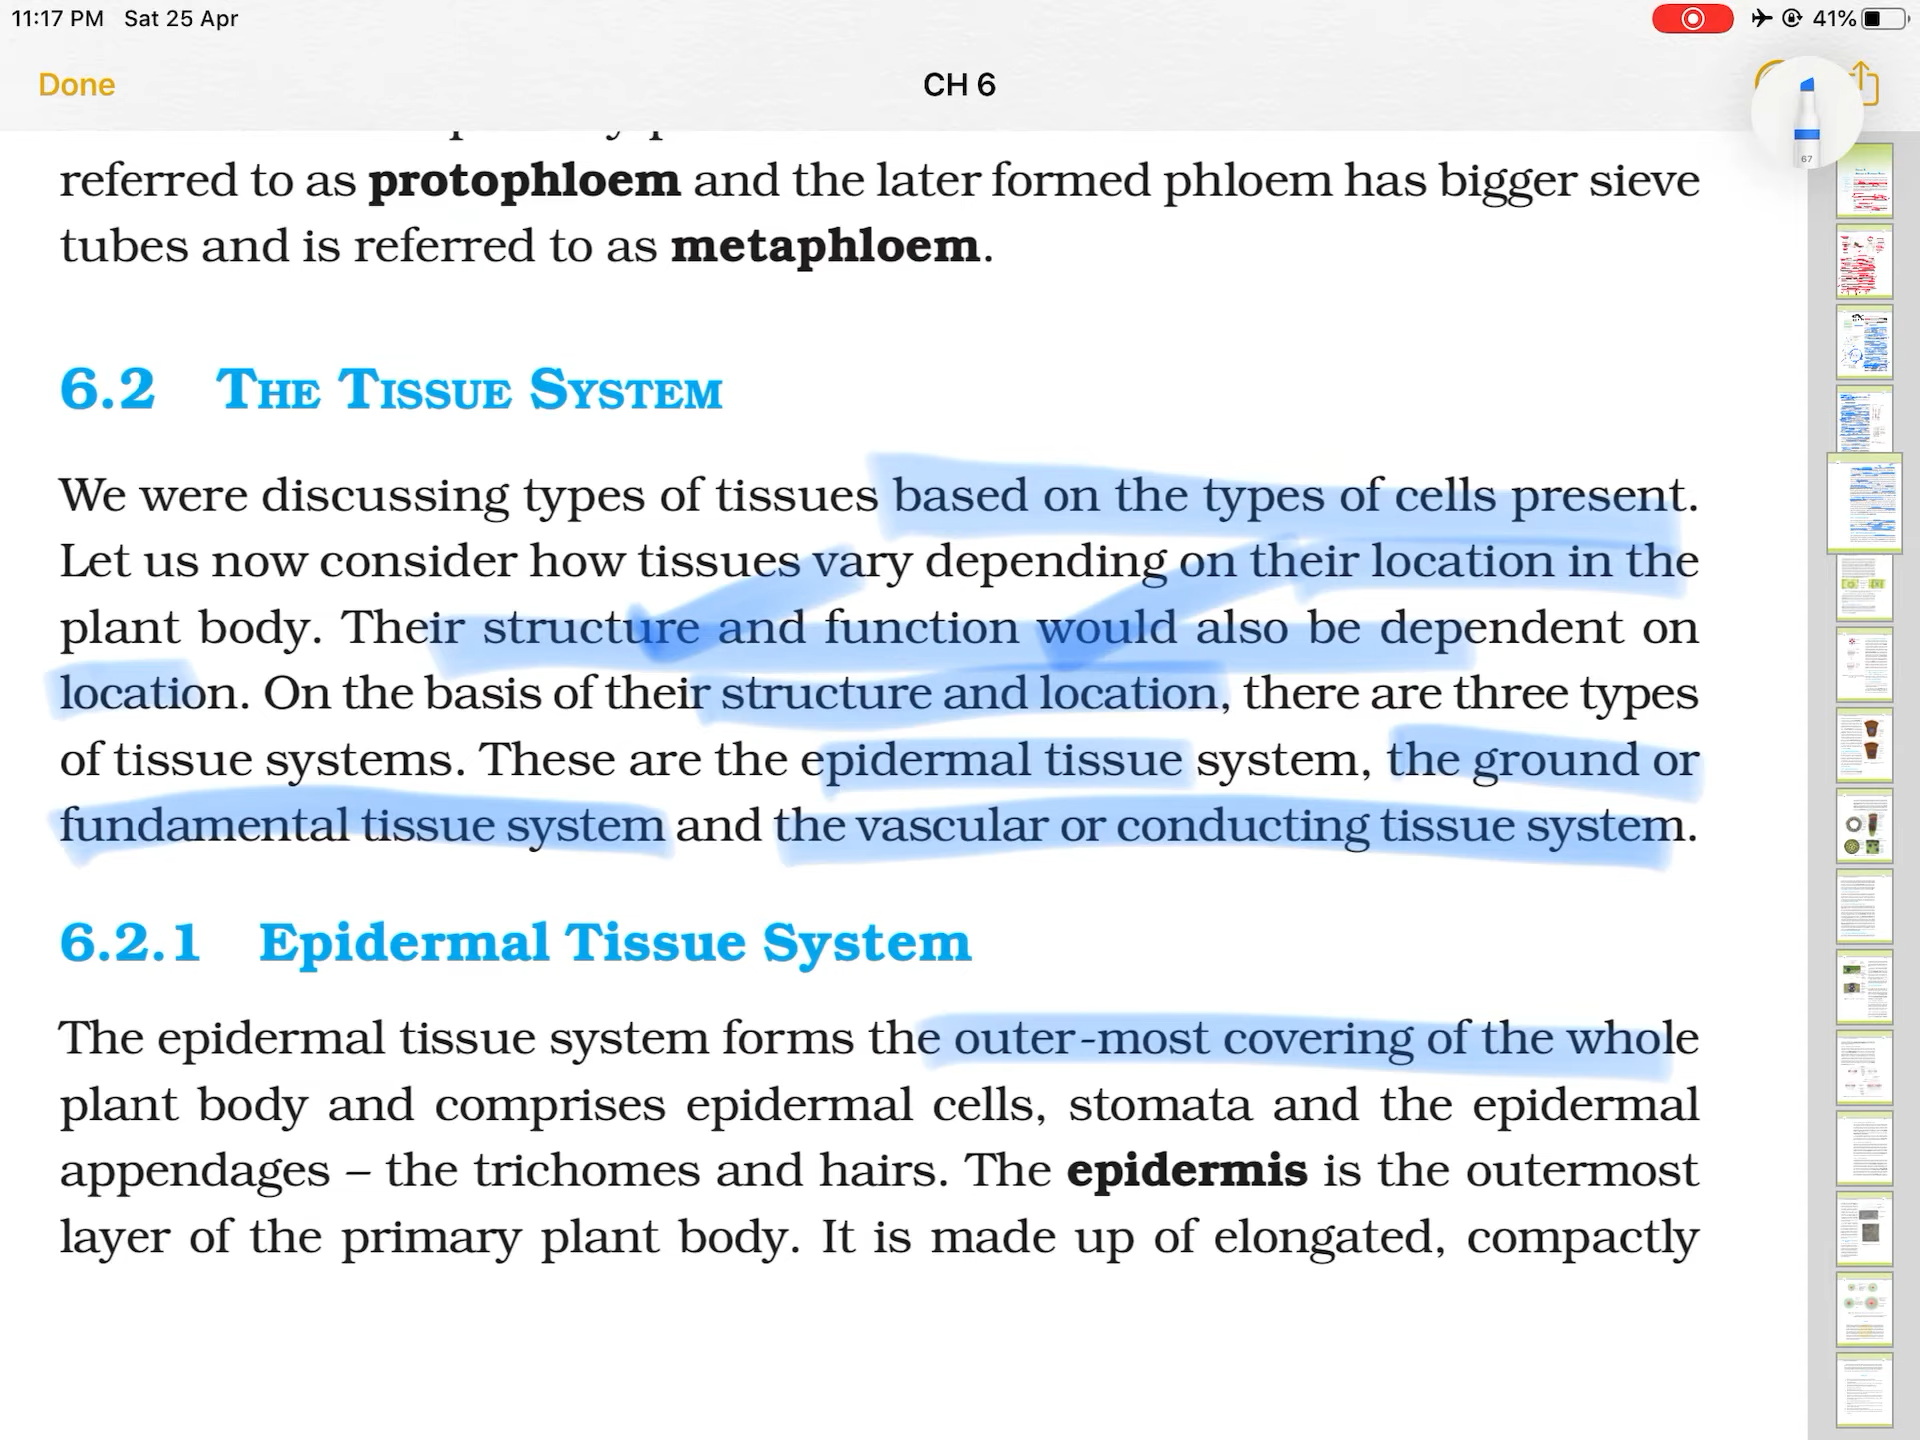 11:17 PM Sat 25 Apr
41%
Done
CH 6
67
referred to as protophloem and the later formed phloem has bigger sieve
tubes and is referred to as metaphloem.
6.2 THE TISSUE SYSTEM
We were discussing types of tissues based on the types of cells present.
Let us now consider how tissues vary depending on their location in the
plant body. Their structure and function would also be dependent on
location. On the basis of their structure and location, there are three types
of tissue systems. These are the epidermal tissue system, the ground or
fundamental tissue system and the vascular or conducting tissue system.
6.2.1 Epidermal Tissue System
The epidermal tissue system forms the outer-most covering of the whole
plant body and comprises epidermal cells, stomata and the epidermal
appendages – the trichomes and hairs. The epidermis is the outermost
layer of the primary plant body. It is made up of elongated, compactly